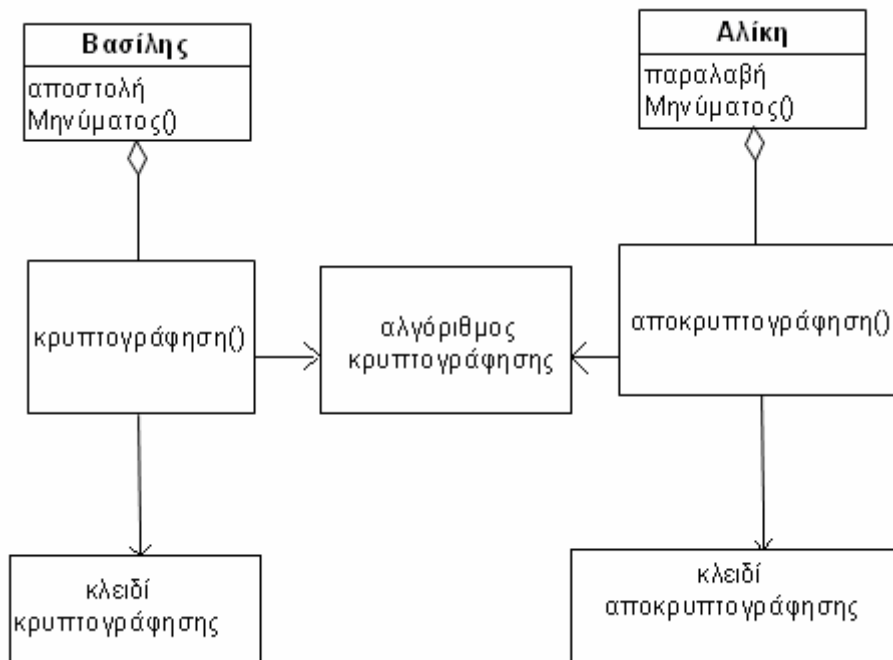 Βασίλης
αποστολή
Μηνύματος()
Αλίκη
παραλαβή
Μηνύματος()
κρυπτογράφηση()
αλγόριθμος
κρυπτογράφησης
αποκρυπτογράφηση()
κλειδί
κρυπτογράφησης
κλειδί
αποκρυπτογράφησης